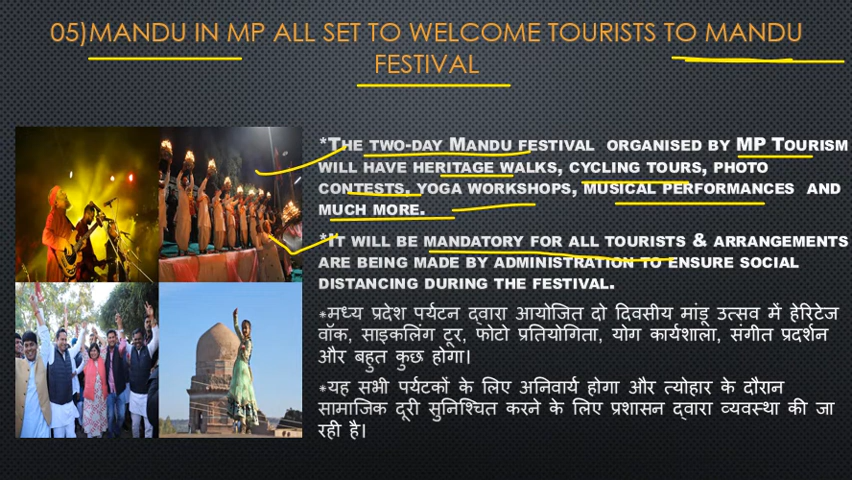 05)MANDU IN MP ALL SET TO WELCOME TOURISTS TO MANDU
FESTIVAL
*THE TWO-DAY MANDU FESTIVAL ORGANISED BY MP TOURISM
WILL HAVE HERITAGE WALKS, CYCLING TOURS, PHOTO
CONTESTS, YOGA WORKSHOPS, MUSICAL PERFORMANCES AND
MUCH MORE.
*IT WILL BE MANDATORY FOR ALL TOURISTS & ARRANGEMENTS
ARE BEING MADE BY ADMINISTRATION TO ENSURE SOCIAL
DISTANCING DURING THE FESTIVAL.
*मध्य प्रदेश पर्यटन द्वारा आयोजित दो दिवसीय मांडू उत्सव में हेरिटेज
वॉक, साइकलिंग टूर, फोटो प्रतियोगिता, योग कार्यशाला, संगीत प्रदर्शन
और बहुत कुछ होगा।
*यह सभी पर्यटकों के लिए अनिवार्य होगा और त्योहार के दौरान
सामाजिक दूरी सुनिश्चित करने के लिए प्रशासन द्वारा व्यवस्था की जा
रही है।